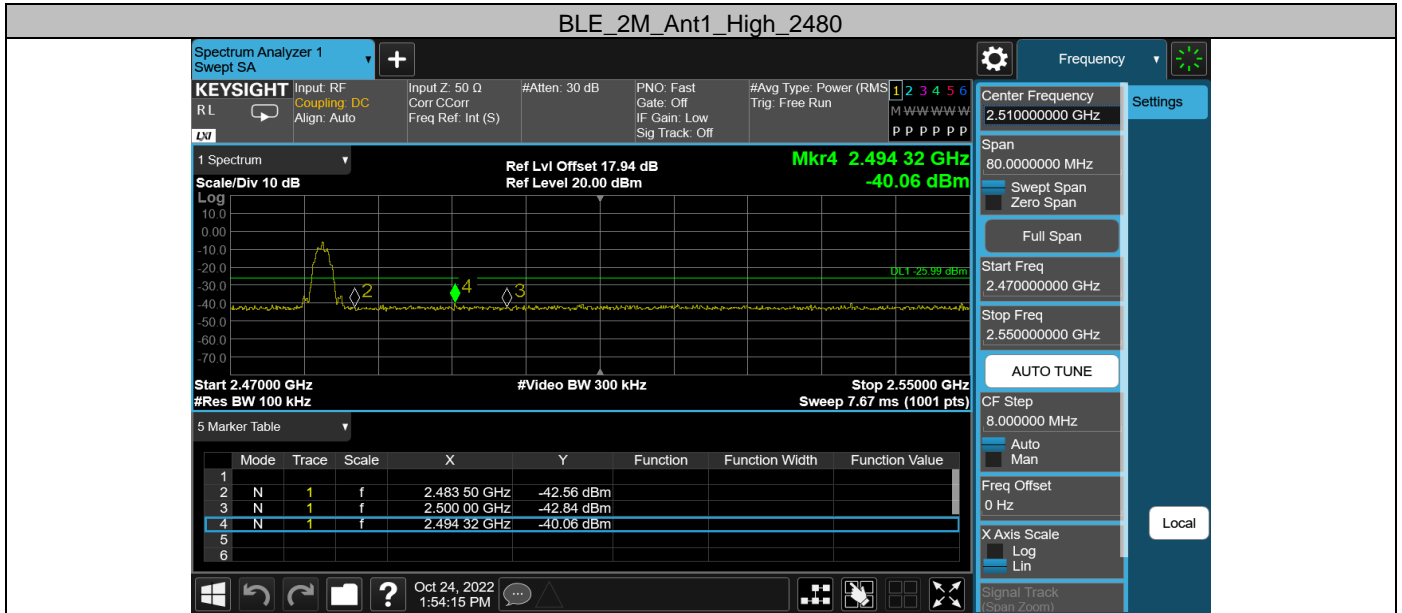 BLE_2M_Ant1_High_2480
Spectrum Analyzer 1
Swept SA
+
Frequency
KEYSIGHT
RL
LXI
Input: RF
Coupling: DC
Align: Auto
Input Z: 50 Ω
Corr CCorr
Freq Ref: Int (S)
#Atten: 30 dB
PNO: Fast
Gate: Off
IF Gain: Low
Sig Track: Off
#Avg Type: Power (RMS
Trig: Free Run
1 2 3 4 5 6
M W W W W W
P P P P P P
1 Spectrum
Scale/Div 10 dB
Ref Lvl Offset 17.94 dB
Ref Level 20.00 dBm
Mkr4 2.494 32 GHz
-40.06 dBm
Log
10.0
0.00
-10.0
-20.0
-30.0
-40.0
-50.0
-60.0
-70.0
DL1 -25.99 dBm
2
4
3
Start 2.47000 GHz
#Res BW 100 kHz
#Video BW 300 kHz
Stop 2.55000 GHz
Sweep 7.67 ms (1001 pts)
5 Marker Table
Mode Trace Scale X Y Function Function Width Function Value
1
2 N 1 f 2.483 50 GHz -42.56 dBm
3 N 1 f 2.500 00 GHz -42.84 dBm
4 N 1 f 2.494 32 GHz -40.06 dBm
5
6
Center Frequency
2.510000000 GHz
Settings
Span
80.0000000 MHz
Swept Span
Zero Span
Full Span
Start Freq
2.470000000 GHz
Stop Freq
2.550000000 GHz
AUTO TUNE
CF Step
8.000000 MHz
Auto
Man
Freq Offset
0 Hz
X Axis Scale
Log
Lin
Local
Signal Track
(Span Zoom)
?
Oct 24, 2022
1:54:15 PM